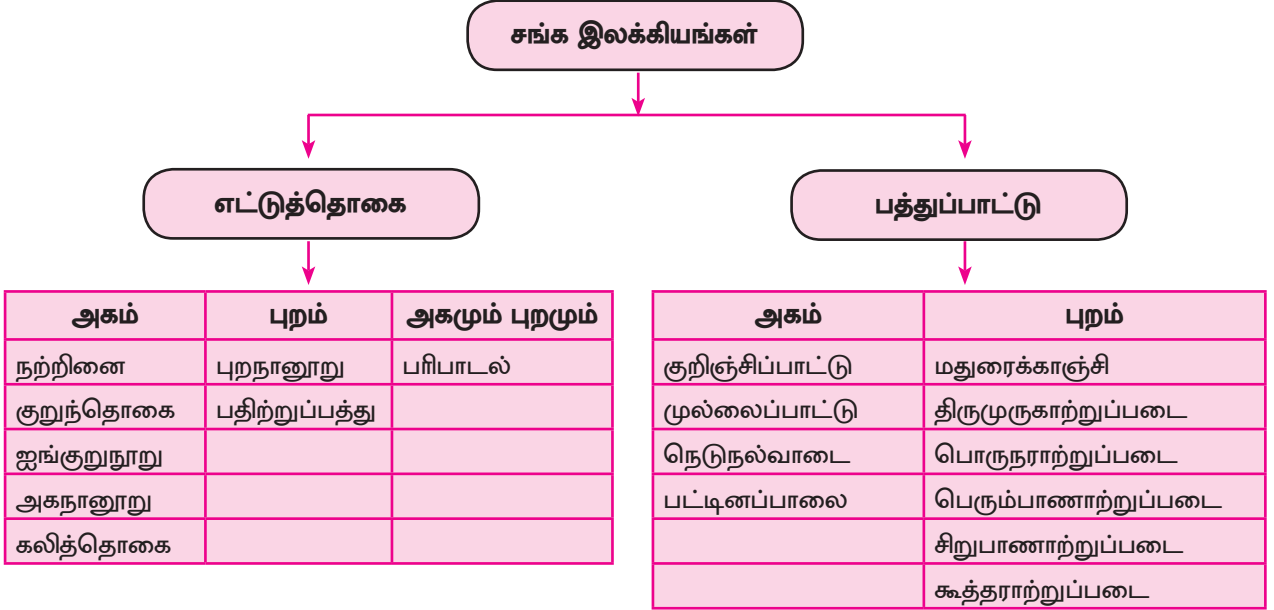 சங்க இலக்கியங்கள்
எட்டுத்தொகை
பத்துப்பாட்டு
அகம் புறம் அகமும் புறமும்
நற்றினை புறநானூறு பரிபாடல்
குறுந்தொகை பதிற்றுப்பத்து
ஐங்குறுநூறு
அகநானூறு
கலித்தொகை
அகம் புறம்
குறிஞ்சிப்பாட்டு மதுரைக்காஞ்சி
முல்லைப்பாட்டு திருமுருகாற்றுப்படை
நெடுநல்வாடை பொருநராற்றுப்படை
பட்டினப்பாலை பெரும்பாணாற்றுப்படை
சிறுபாணாற்றுப்படை
கூத்தராற்றுப்படை